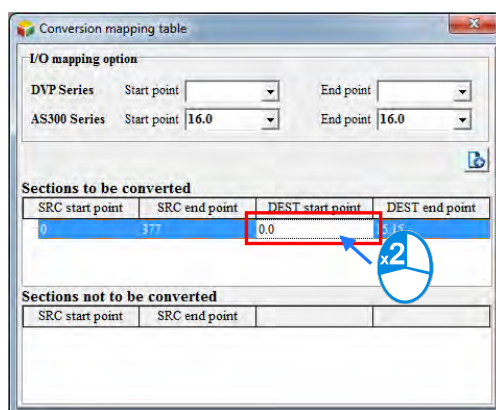 Conversion mapping table
I/O mapping option
DVP Series Start point End point
AS300 Series Start point 16.0 End point 16.0
Sections to be converted
SRC start point SRC end point DEST start point DEST end point
0 377 0.0 15.15
x2
Sections not to be converted
SRC start point SRC end point